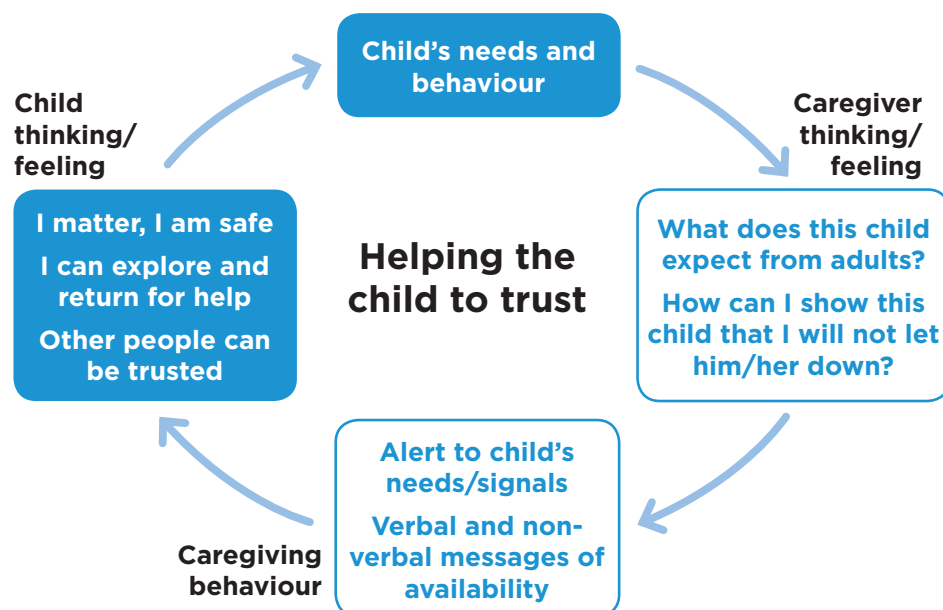 Child’s needs and
behaviour
Caregiver
thinking/
feeling
What does this child
expect from adults?
How can I show this
child that I will not let
him/her down?
Alert to child’s
needs/signals
Verbal and non-
verbal messages of
availability
Caregiving
behaviour
Child
thinking/
feeling
I matter, I am safe
I can explore and
return for help
Other people can
be trusted
Helping the
child to trust